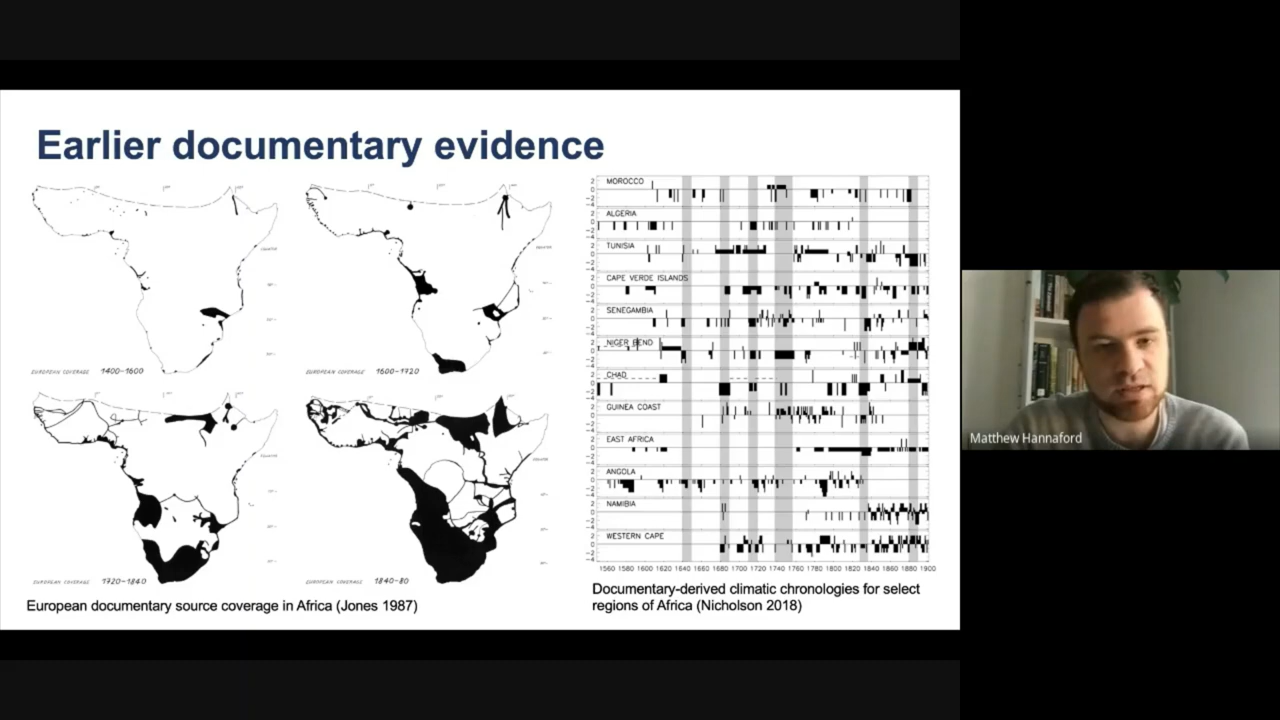 Earlier documentary evidence
EUROPEAN COVERAGE 1400-1600
EUROPEAN COVERAGE 1600-1720
EUROPEAN COVERAGE 1720-1840
EUROPEAN COVERAGE 1840-80
European documentary source coverage in Africa (Jones 1987)
MOROCCO
ALGERIA
TUNISIA
CAPE VERDE ISLANDS
SENEGAMBIA
NIGER BEND
CHAD
GUINEA COAST
EAST AFRICA
ANGOLA
NAMIBIA
WESTERN CAPE
1560 1580 1600 1620 1640 1660 1680 1700 1720 1740 1760 1780 1800 1820 1840 1860 1880 1900
Documentary-derived climatic chronologies for select
regions of Africa (Nicholson 2018)
Matthew Hannaford